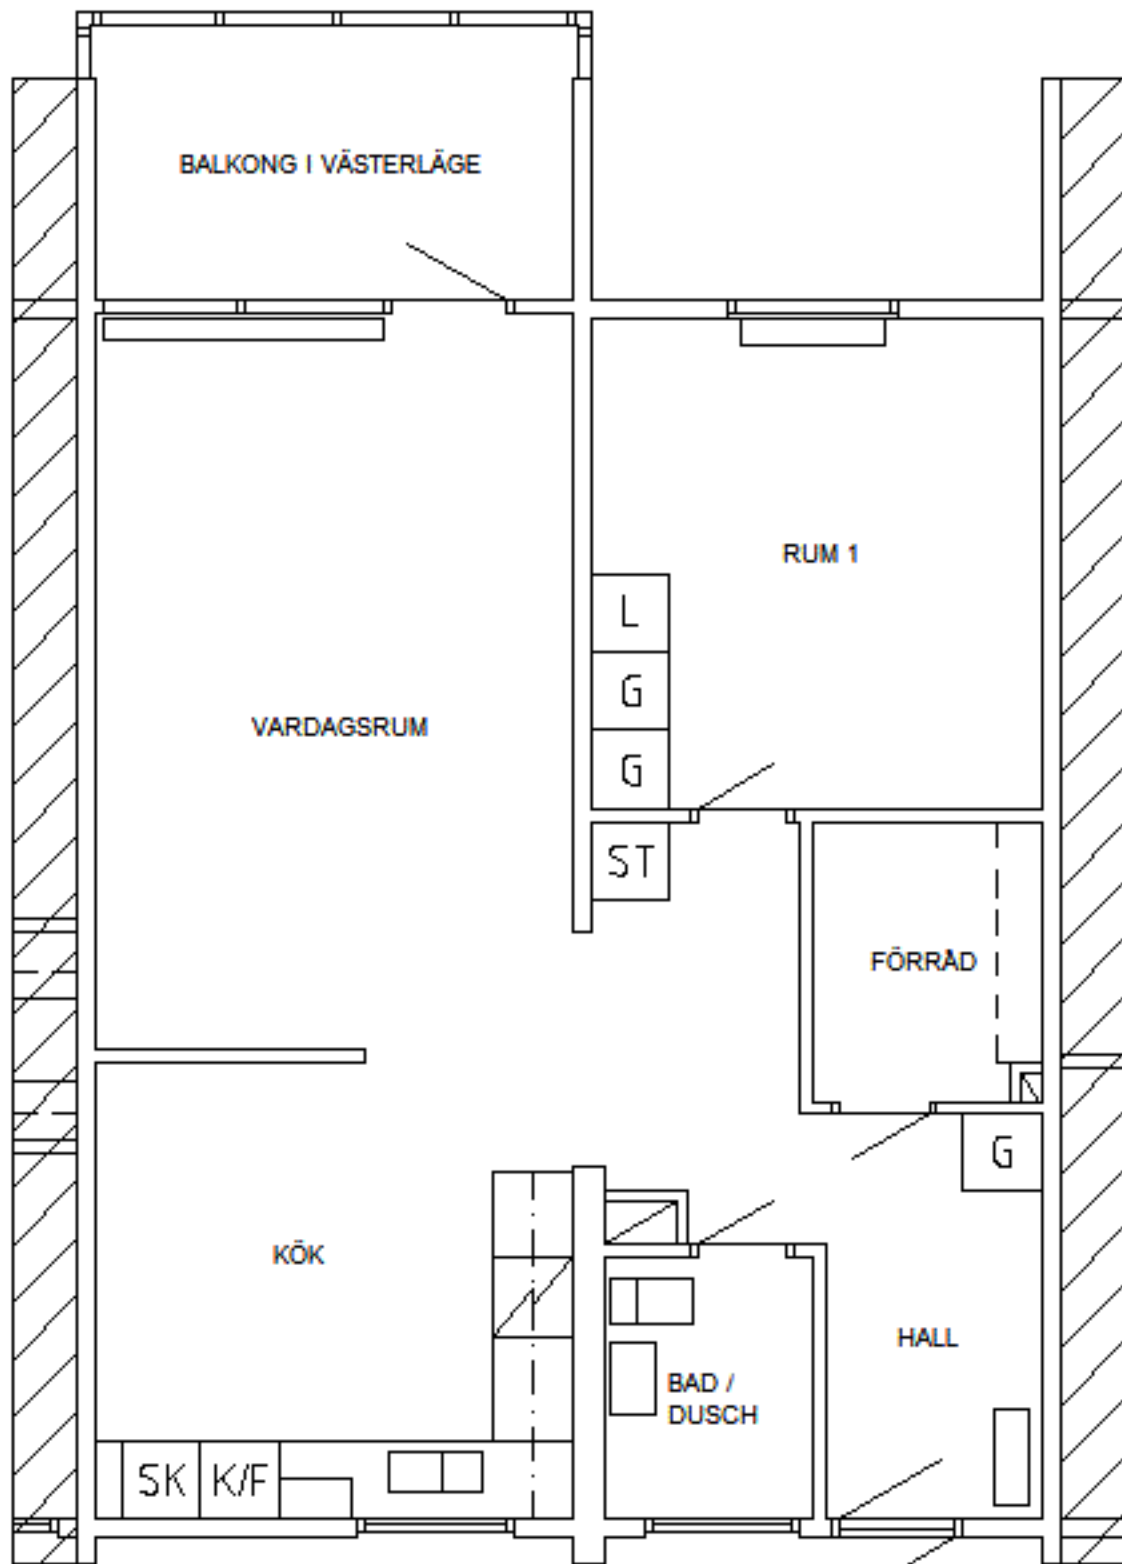 BALKONG I VÄSTERLÄGE
RUM 1
L
G
VARDAGSRUM
G
ST
FÖRRÅD
G
KÖK
HALL
BAD /
DUSCH
SK K/F